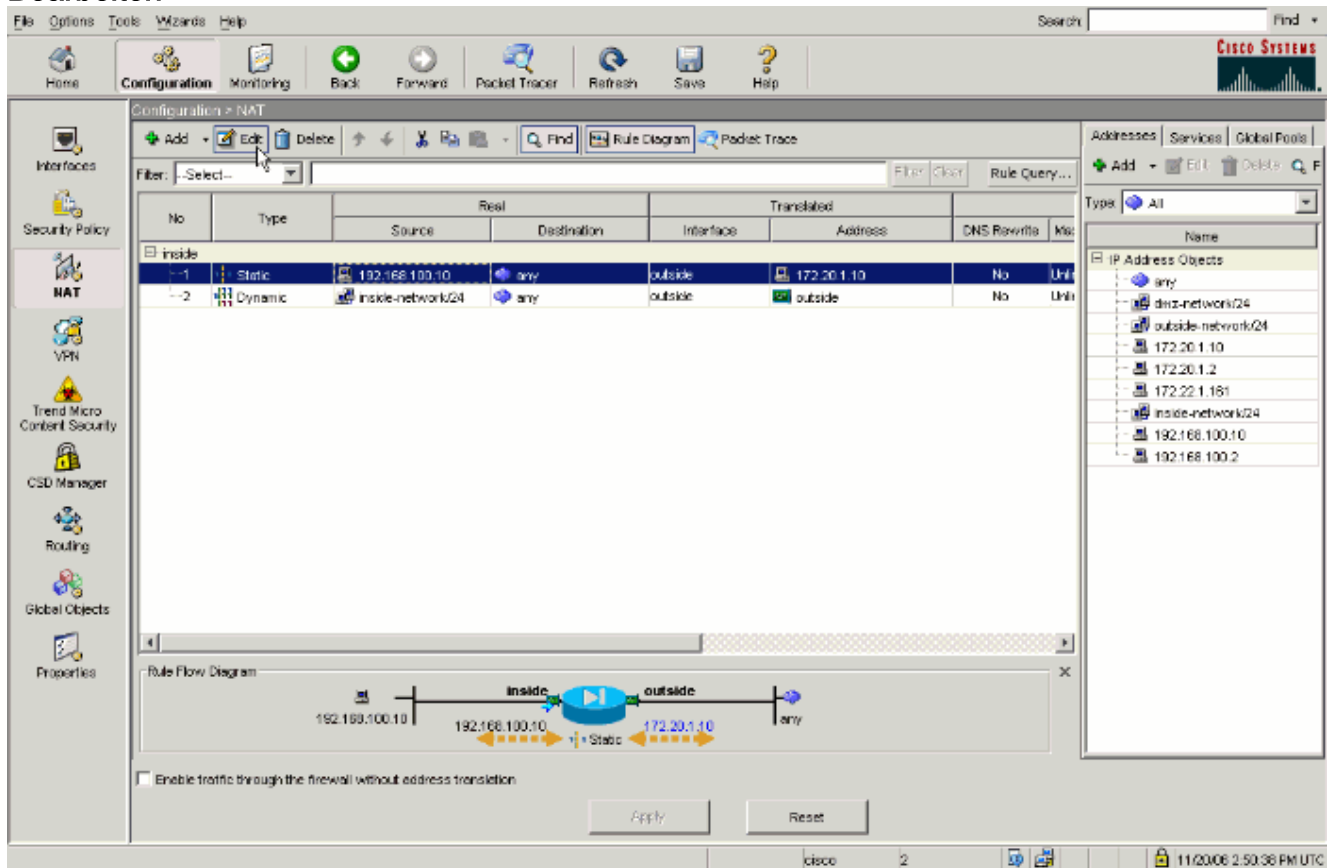 File Options Tools Wizards Help Search: Find
Home Configuration Monitoring Back Forward Packet Tracer Refresh Save Help
CISCO SYSTEMS
Configuration > NAT
Add Edit Delete Find Rule Diagram Packet Trace
Filter: --Select-- Filter Clear Rule Query...
No Type Real Translated
Source Destination Interface Address DNS Rewrite
inside
1 Static 192.168.100.10 any outside 172.20.1.10 No Unli
2 Dynamic inside-network/24 any outside outside No Unli
Interfaces
Security Policy
NAT
VPN
Trend Micro
Content Security
CSD Manager
Routing
Global Objects
Properties
Addresses Services Global Pools
Add Edit Delete F
Type: All
Name
IP Address Objects
any
dmz-network/24
outside-network/24
172.20.1.10
172.20.1.2
172.22.1.161
inside-network/24
192.168.100.10
192.168.100.2
Rule Flow Diagram
inside outside
192.168.100.10 192.168.100.10 172.20.1.10 any
Static
Enable traffic through the firewall without address translation
Apply Reset
cisco 2 11/20/06 2:50:38 PM UTC